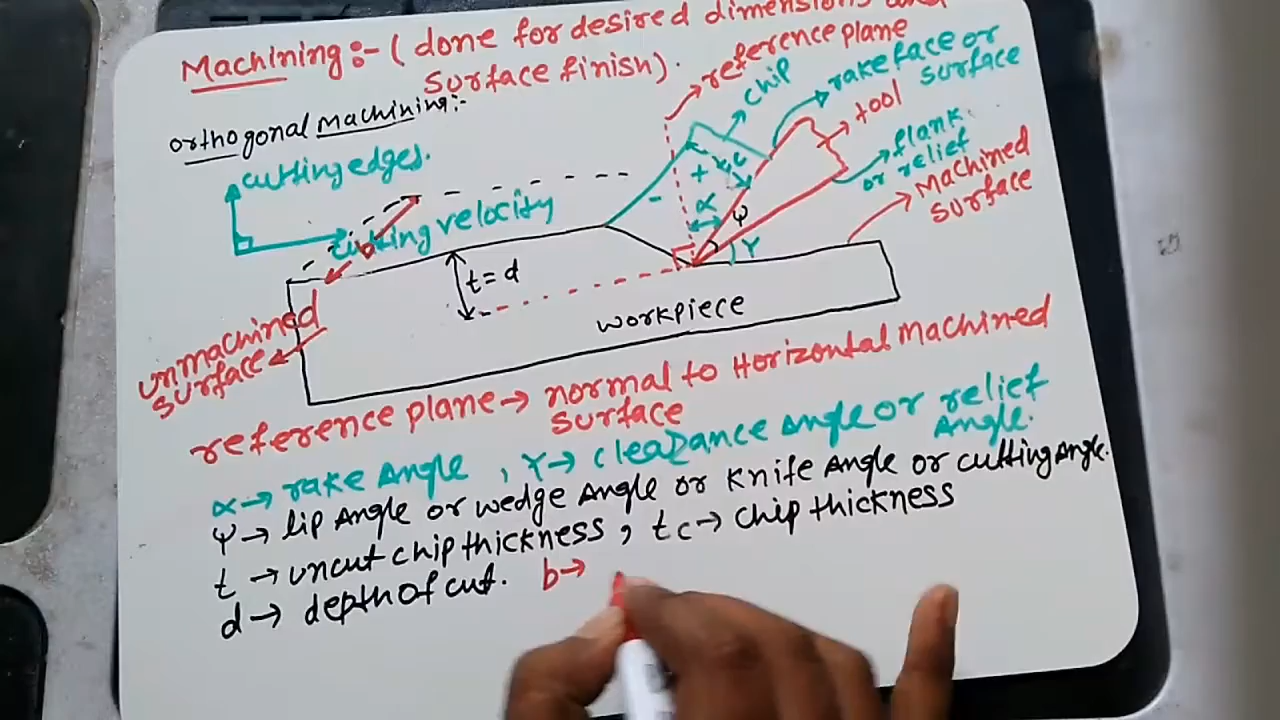 Machining:- ( done for desired dimensions and
surface finish).
orthogonal machining:-
cutting edges.
cutting velocity
reference plane
chip
rake face or
surface
tool
flank
or relief
Machined
surface
+
-
tc
α
ψ
γ
b
t = d
workpiece
unmachined
surface
reference plane → normal to Horizontal Machined
surface
α → rake Angle , γ → clearance Angle or relief
Angle.
ψ → lip Angle or wedge Angle or knife Angle or cutting Angle.
t → uncut chip thickness , tc → chip thickness
d → depth of cut. b →